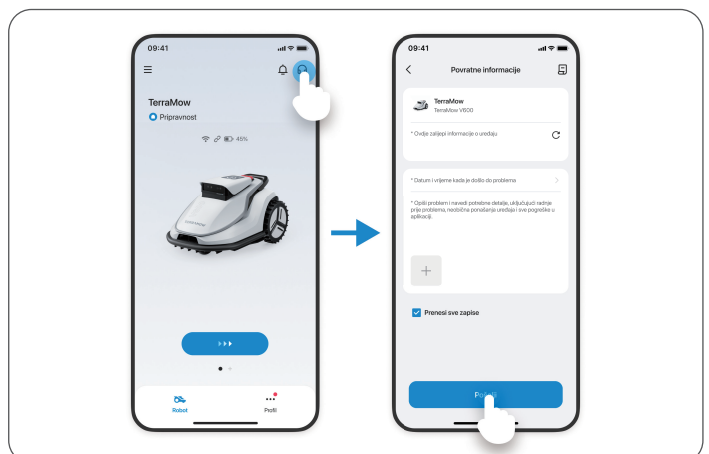 09:41
TerraMow
Pripravnost
45%
Robot
Profil
09:41
Povratne informacije
TerraMow
TerraMow V600
* Ovdje zalijepi informacije o uređaju
* Datum i vrijeme kada je došlo do problema
* Opiši problem i navedi potrebne detalje, uključujući radnje
prije problema, neobična ponašanja uređaja i sve pogreške u
aplikaciji.
Prenesi sve zapise